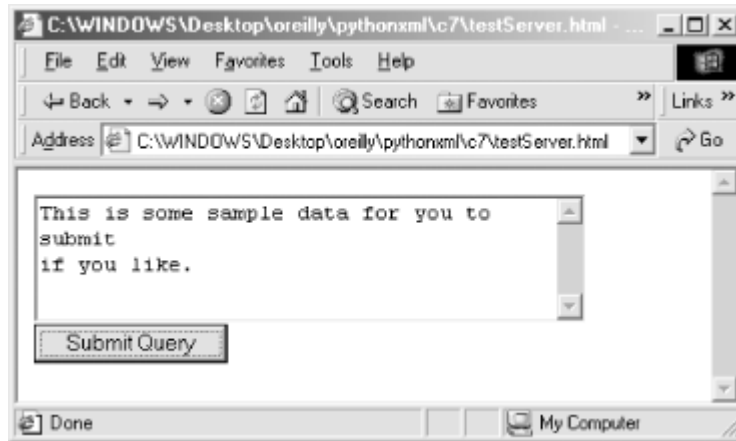 C:\WINDOWS\Desktop\oreilly\pythonxml\c7\testServer.html - ...
File Edit View Favorites Tools Help
Back Search Favorites » Links »
Address C:\WINDOWS\Desktop\oreilly\pythonxml\c7\testServer.html Go
This is some sample data for you to
submit
if you like.
Submit Query
Done My Computer